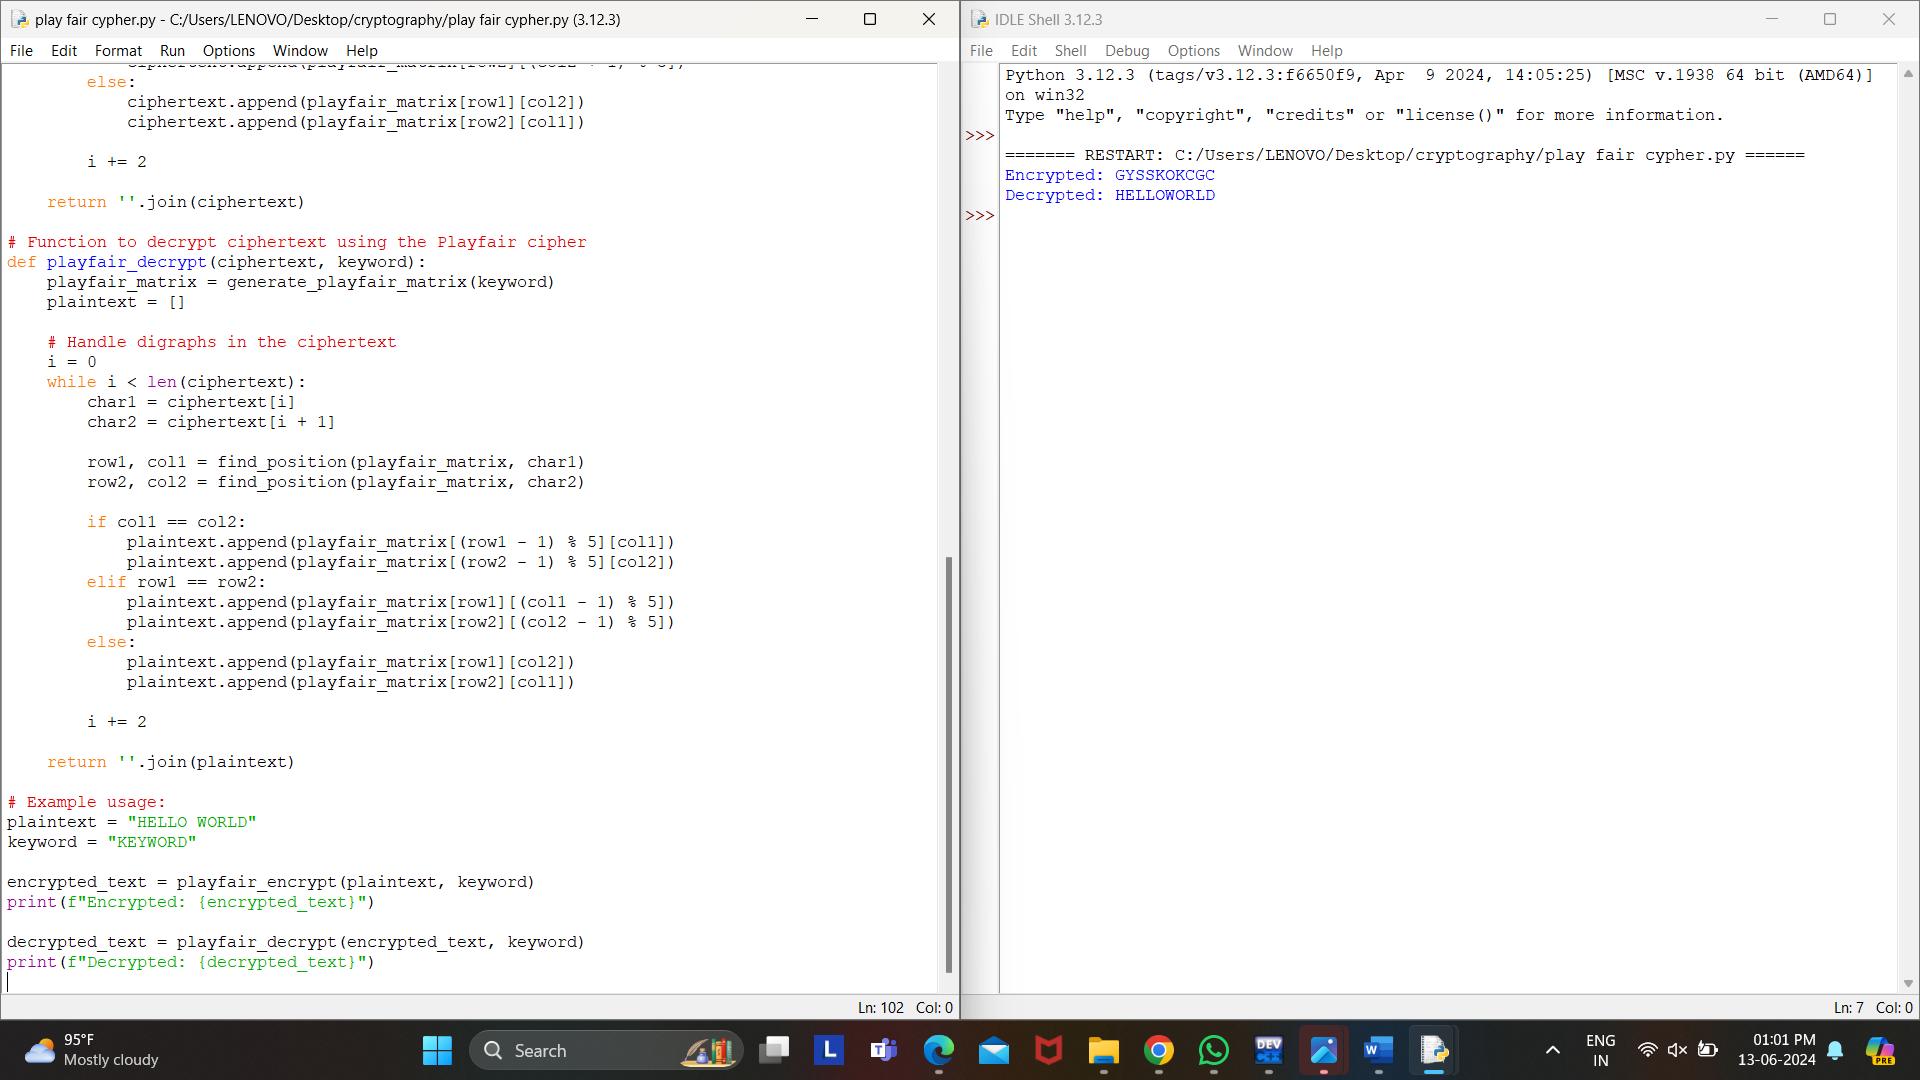 play fair cypher.py - C:/Users/LENOVO/Desktop/cryptography/play fair cypher.py (3.12.3)
File Edit Format Run Options Window Help
        else:
            ciphertext.append(playfair_matrix[row1][col2])
            ciphertext.append(playfair_matrix[row2][col1])
        i += 2
    return ''.join(ciphertext)
# Function to decrypt ciphertext using the Playfair cipher
def playfair_decrypt(ciphertext, keyword):
    playfair_matrix = generate_playfair_matrix(keyword)
    plaintext = []
    # Handle digraphs in the ciphertext
    i = 0
    while i < len(ciphertext):
        char1 = ciphertext[i]
        char2 = ciphertext[i + 1]
        row1, col1 = find_position(playfair_matrix, char1)
        row2, col2 = find_position(playfair_matrix, char2)
        if col1 == col2:
            plaintext.append(playfair_matrix[(row1 - 1) % 5][col1])
            plaintext.append(playfair_matrix[(row2 - 1) % 5][col2])
        elif row1 == row2:
            plaintext.append(playfair_matrix[row1][(col1 - 1) % 5])
            plaintext.append(playfair_matrix[row2][(col2 - 1) % 5])
        else:
            plaintext.append(playfair_matrix[row1][col2])
            plaintext.append(playfair_matrix[row2][col1])
        i += 2
    return ''.join(plaintext)
# Example usage:
plaintext = "HELLO WORLD"
keyword = "KEYWORD"
encrypted_text = playfair_encrypt(plaintext, keyword)
print(f"Encrypted: {encrypted_text}")
decrypted_text = playfair_decrypt(encrypted_text, keyword)
print(f"Decrypted: {decrypted_text}")
Ln: 102 Col: 0
IDLE Shell 3.12.3
File Edit Shell Debug Options Window Help
Python 3.12.3 (tags/v3.12.3:f6650f9, Apr  9 2024, 14:05:25) [MSC v.1938 64 bit (AMD64)]
on win32
Type "help", "copyright", "credits" or "license()" for more information.
>>>
======= RESTART: C:/Users/LENOVO/Desktop/cryptography/play fair cypher.py ======
Encrypted: GYSSKOKCGC
Decrypted: HELLOWORLD
>>>
Ln: 7 Col: 0
95°F
Mostly cloudy
Search
L
T
DEV
W
ENG
IN
01:01 PM
13-06-2024
PRE